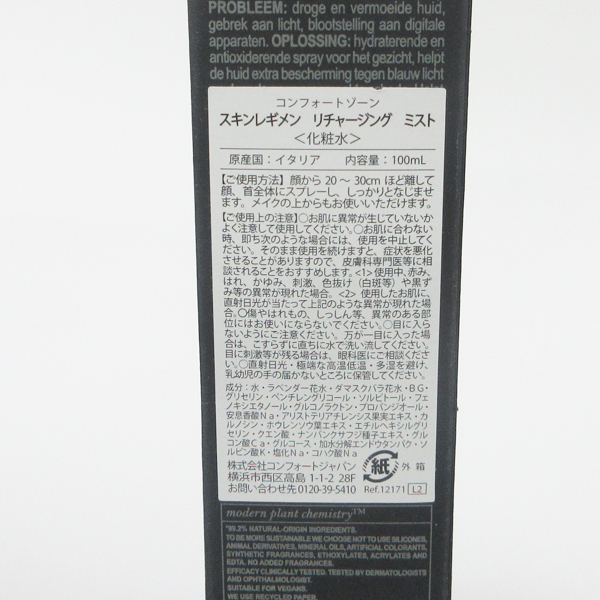 PROBLEEM: droge en vermoeide huid,
gebrek aan licht, blootstelling aan digitale
apparaten. OPLOSSING: hydraterende en
antioxiderende spray voor het gezicht, helpt
de huid extra bescherming tegen blauw licht
コンフォートゾーン
スキンレギメン リチャージング ミスト
＜化粧水＞
原産国：イタリア 内容量：100mL
【ご使用方法】 顔から 20～30cm ほど離して
顔、首全体にスプレーし、しっかりとなじませ
ます。メイクの上からもお使いいただけます。
【ご使用上の注意】○お肌に異常が生じていないか
よく注意して使用してください。○お肌に合わない
時、即ち次のような場合には、使用を中止してく
ださい。そのまま使用を続けますと、症状を悪化
させることがありますので、皮膚科専門医等に相
談されることをおすすめします。<1>使用中、赤み、
はれ、かゆみ、刺激、色抜け（白斑等）や黒ず
み等の異常が現れた場合。<2> 使用したお肌に、
直射日光が当たって上記のような異常が現れた場
合。○傷やはれもの、しっしん等、異常のある部
位にはお使いにならないでください。○目に入ら
ないようにご注意ください。万が一目に入った場
合は、こすらずに直ちに水で洗い流してください。
目に刺激等が残る場合は、眼科医にご相談くださ
い。○直射日光・極端な高温低温・多湿を避け、
乳幼児の手の届かないところに保管してください。
成分：水・ラベンダー花水・ダマスクバラ花水・ＢＧ・
グリセリン・ペンチレングリコール・ソルビトール・フェ
ノキシエタノール・グルコノラクトン・プロパンジオール・
安息香酸Ｎａ・アリストテリアチレンシス果実エキス・カ
ルノシン・ホウレンソウ葉エキス・エチルヘキシルグリ
セリン・クエン酸・ナンバンクサフジ種子エキス・グル
コン酸Ｃａ・グルコース・加水分解エンドウタンパク・ソ
ルビン酸Ｋ・塩化Ｎａ・コハク酸Ｎａ
株式会社コンフォートジャパン
横浜市西区高島 1-1-2 28F
お問い合わせ先 0120-39-5410
紙 外 箱
Ref.12171 L2
modern plant chemistry™
*99.2% NATURAL-ORIGIN INGREDIENTS.
TO BE MORE SUSTAINABLE WE CHOOSE NOT TO USE SILICONES,
ANIMAL DERIVATIVES, MINERAL OILS, ARTIFICIAL COLORANTS,
SYNTHETIC FRAGRANCES, ETHOXYLATES, ACRYLATES AND
EDTA. NO ADDED FRAGRANCES.
EFFICACY CLINICALLY TESTED. TESTED BY DERMATOLOGISTS
AND OPHTHALMOLOGIST.
SUITABLE FOR VEGANS.
WE USE RECYCLED PAPER.